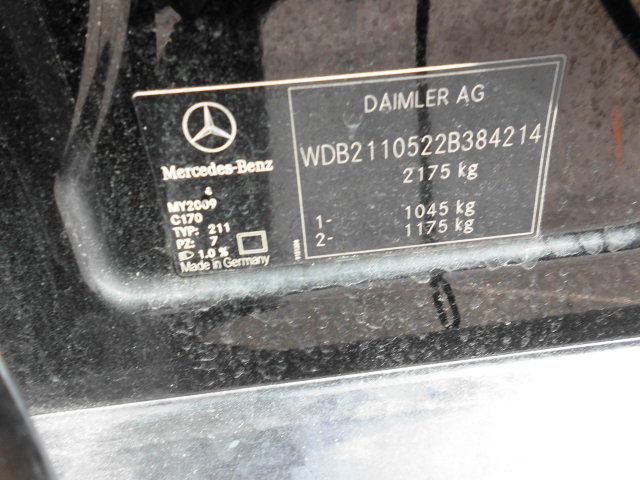 Mercedes-Benz
4
MY2009
C170
TYP: 211
PZ: 7
1.0 %
Made in Germany
DAIMLER AG
WDB2110522B384214
2175 kg
1- 1045 kg
2- 1175 kg